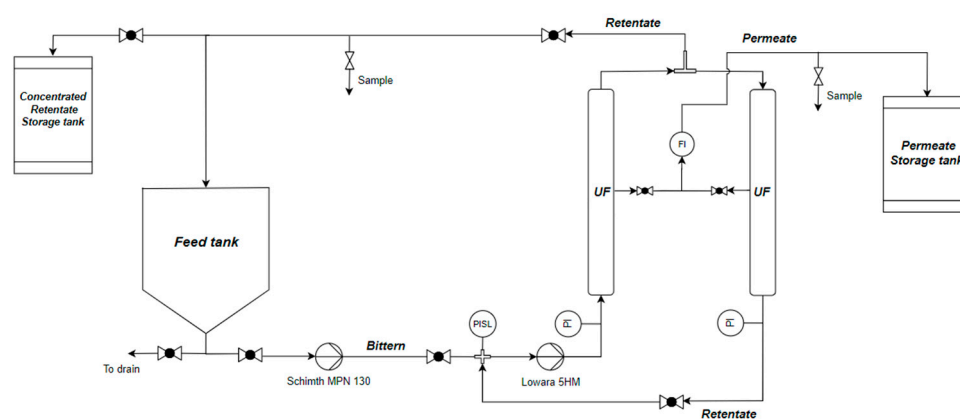 Retentate
Permeate
Concentrated
Retentate
Storage tank
Sample
Sample
FI
Permeate
Storage tank
UF
UF
Feed tank
PISL
PI
PI
Bittern
To drain
Schimth MPN 130
Lowara 5HM
Retentate